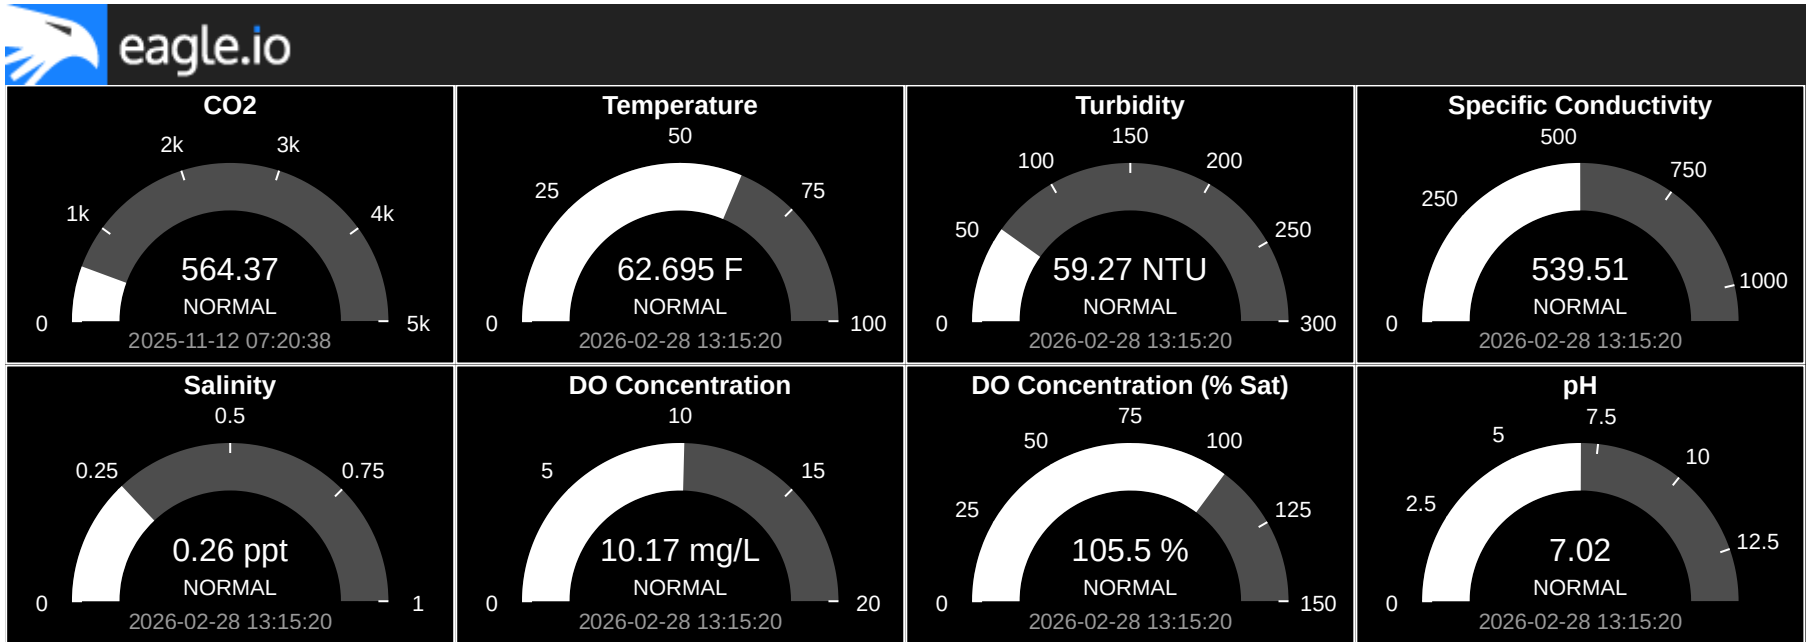 eagle.io
CO2
2k
3k
1k
4k
0
5k
564.37
NORMAL
2025-11-12 07:20:38
Temperature
50
25
75
0
100
62.695 F
NORMAL
2026-02-28 13:15:20
Turbidity
150
100
200
50
250
0
300
59.27 NTU
NORMAL
2026-02-28 13:15:20
Specific Conductivity
500
750
250
1000
0
539.51
NORMAL
2026-02-28 13:15:20
Salinity
0.5
0.25
0.75
0
1
0.26 ppt
NORMAL
2026-02-28 13:15:20
DO Concentration
10
5
15
0
20
10.17 mg/L
NORMAL
2026-02-28 13:15:20
DO Concentration (% Sat)
75
50
100
25
125
0
150
105.5 %
NORMAL
2026-02-28 13:15:20
pH
7.5
5
10
2.5
12.5
0
7.02
NORMAL
2026-02-28 13:15:20